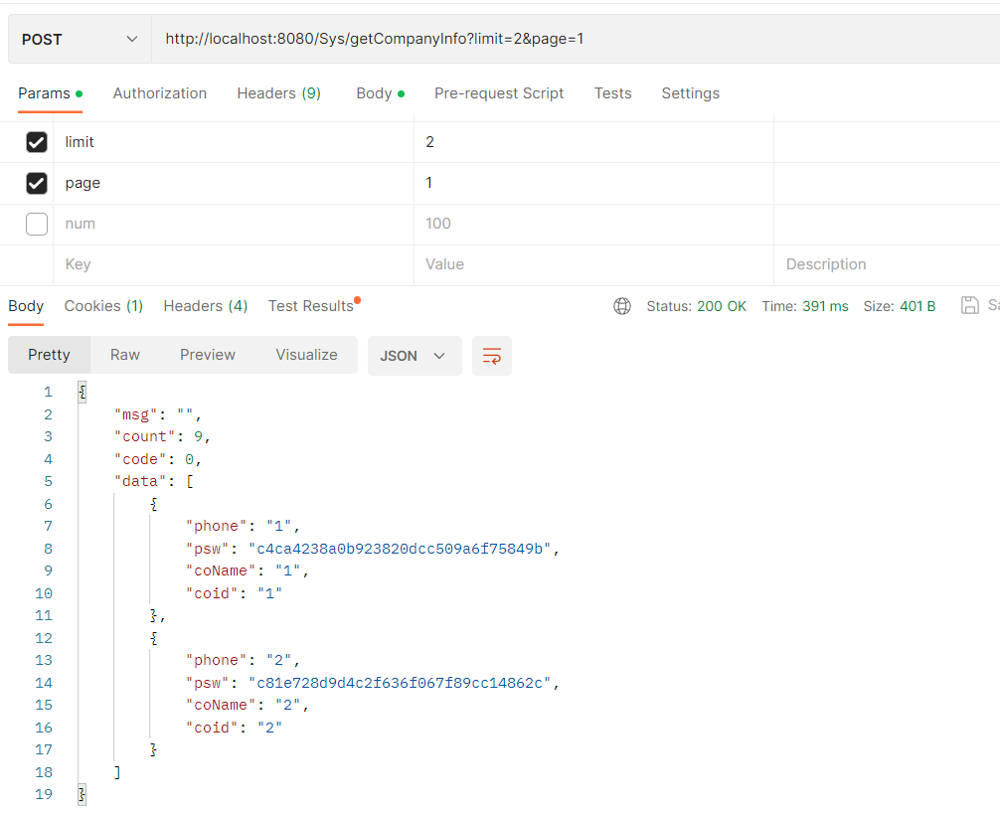 POST http://localhost:8080/Sys/getCompanyInfo?limit=2&page=1
Params Authorization Headers (9) Body Pre-request Script Tests Settings
limit 2
page 1
num 100
Key Value Description
Body Cookies (1) Headers (4) Test Results Status: 200 OK Time: 391 ms Size: 401 B
Pretty Raw Preview Visualize JSON
1 {
2 "msg": "",
3 "count": 9,
4 "code": 0,
5 "data": [
6 {
7 "phone": "1",
8 "psw": "c4ca4238a0b923820dcc509a6f75849b",
9 "coName": "1",
10 "coid": "1"
11 },
12 {
13 "phone": "2",
14 "psw": "c81e728d9d4c2f636f067f89cc14862c",
15 "coName": "2",
16 "coid": "2"
17 }
18 ]
19 }